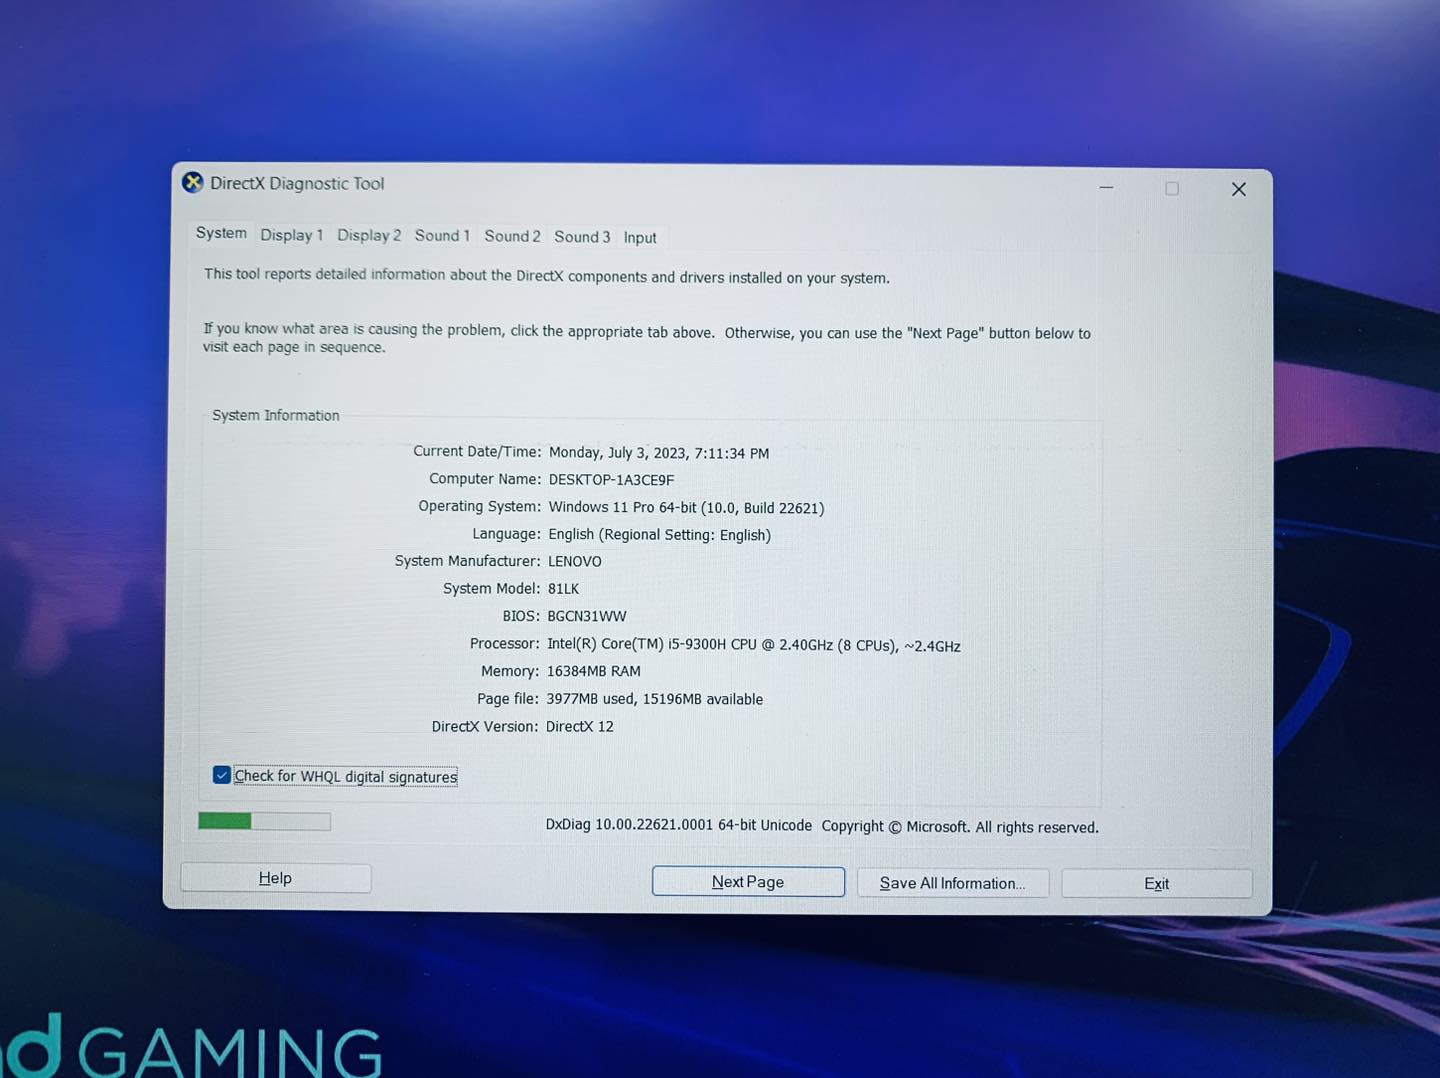 DirectX Diagnostic Tool
System Display 1 Display 2 Sound 1 Sound 2 Sound 3 Input
This tool reports detailed information about the DirectX components and drivers installed on your system.
If you know what area is causing the problem, click the appropriate tab above. Otherwise, you can use the "Next Page" button below to
visit each page in sequence.
System Information
Current Date/Time: Monday, July 3, 2023, 7:11:34 PM
Computer Name: DESKTOP-1A3CE9F
Operating System: Windows 11 Pro 64-bit (10.0, Build 22621)
Language: English (Regional Setting: English)
System Manufacturer: LENOVO
System Model: 81LK
BIOS: BGCN31WW
Processor: Intel(R) Core(TM) i5-9300H CPU @ 2.40GHz (8 CPUs), ~2.4GHz
Memory: 16384MB RAM
Page file: 3977MB used, 15196MB available
DirectX Version: DirectX 12
Check for WHQL digital signatures
DxDiag 10.00.22621.0001 64-bit Unicode Copyright © Microsoft. All rights reserved.
Help Next Page Save All Information... Exit
GAMING